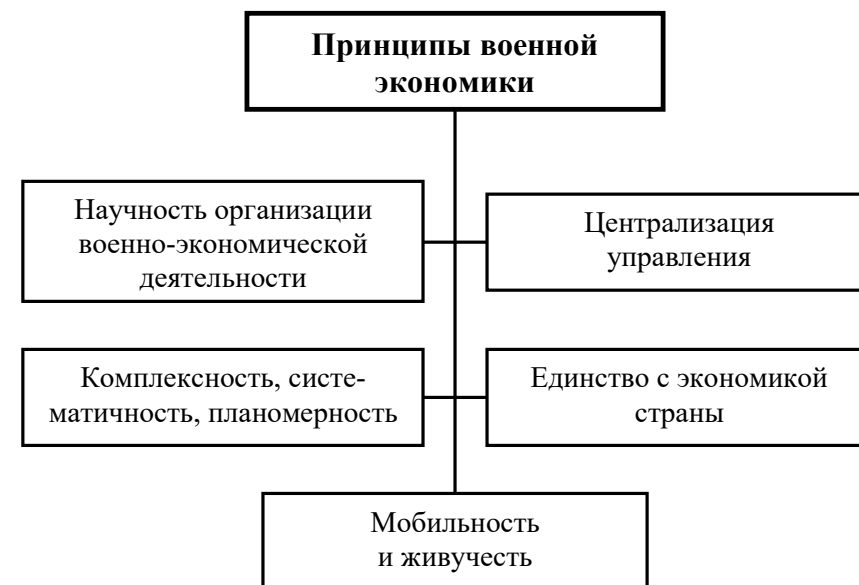 Принципы военной
экономики
Научность организации
военно-экономической
деятельности
Централизация
управления
Комплексность, систе-
матичность, планомерность
Единство с экономикой
страны
Мобильность
и живучесть